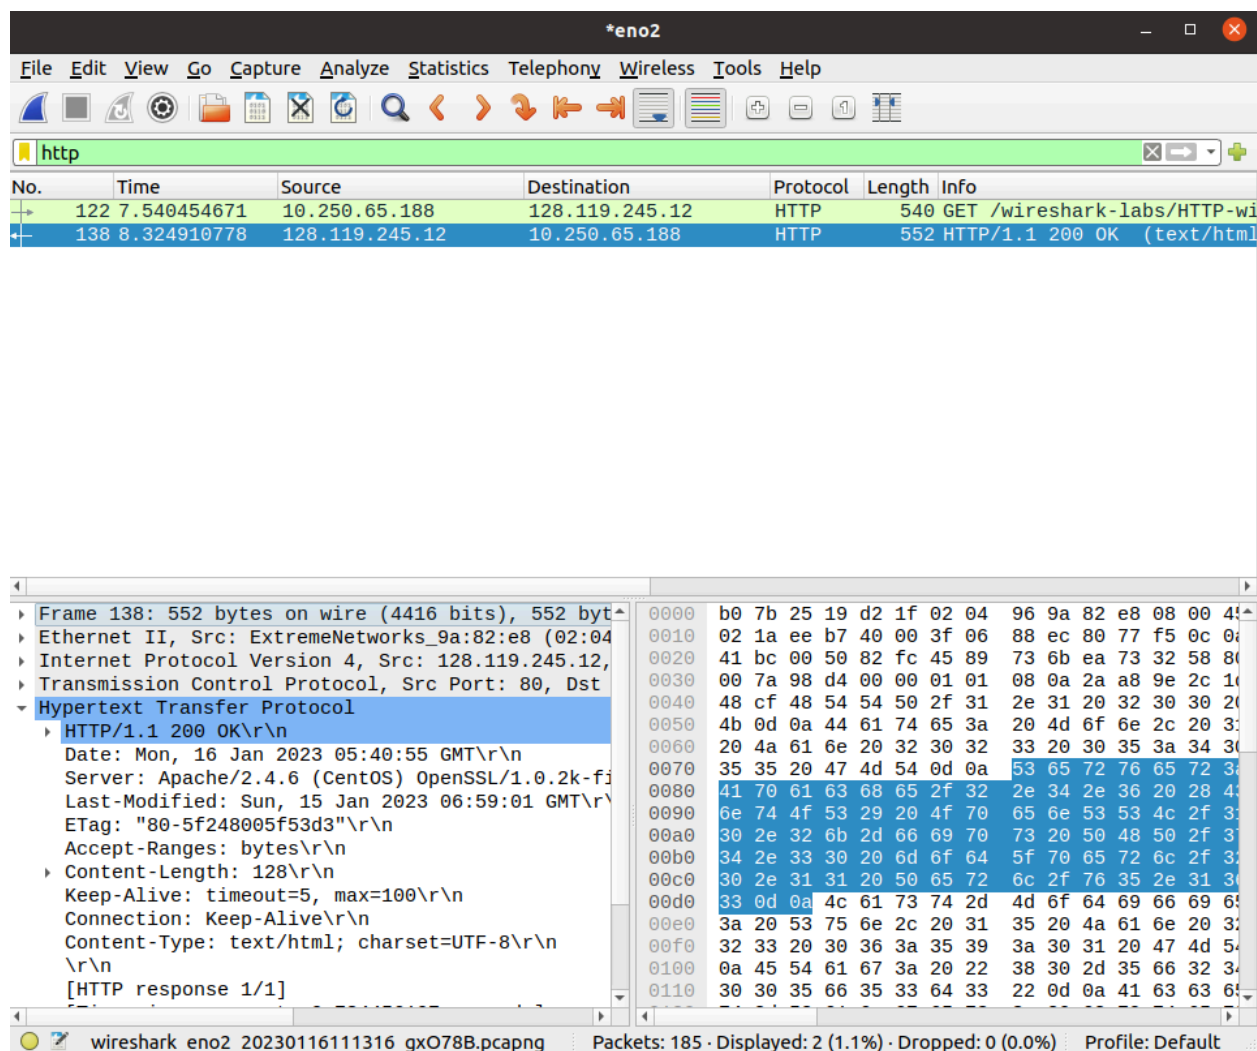 *eno2
File Edit View Go Capture Analyze Statistics Telephony Wireless Tools Help
http
No. Time Source Destination Protocol Length Info
122 7.540454671 10.250.65.188 128.119.245.12 HTTP 540 GET /wireshark-labs/HTTP-wi
138 8.324910778 128.119.245.12 10.250.65.188 HTTP 552 HTTP/1.1 200 OK (text/html
Frame 138: 552 bytes on wire (4416 bits), 552 byt
Ethernet II, Src: ExtremeNetworks_9a:82:e8 (02:04
Internet Protocol Version 4, Src: 128.119.245.12,
Transmission Control Protocol, Src Port: 80, Dst
Hypertext Transfer Protocol
HTTP/1.1 200 OK\r\n
Date: Mon, 16 Jan 2023 05:40:55 GMT\r\n
Server: Apache/2.4.6 (CentOS) OpenSSL/1.0.2k-fi
Last-Modified: Sun, 15 Jan 2023 06:59:01 GMT\r\
ETag: "80-5f248005f53d3"\r\n
Accept-Ranges: bytes\r\n
Content-Length: 128\r\n
Keep-Alive: timeout=5, max=100\r\n
Connection: Keep-Alive\r\n
Content-Type: text/html; charset=UTF-8\r\n
\r\n
[HTTP response 1/1]
0000 b0 7b 25 19 d2 1f 02 04 96 9a 82 e8 08 00 45
0010 02 1a ee b7 40 00 3f 06 88 ec 80 77 f5 0c 0a
0020 41 bc 00 50 82 fc 45 89 73 6b ea 73 32 58 80
0030 00 7a 98 d4 00 00 01 01 08 0a 2a a8 9e 2c 1
0040 48 cf 48 54 54 50 2f 31 2e 31 20 32 30 30 20
0050 4b 0d 0a 44 61 74 65 3a 20 4d 6f 6e 2c 20 31
0060 20 4a 61 6e 20 32 30 32 33 20 30 35 3a 34 30
0070 35 35 20 47 4d 54 0d 0a 53 65 72 76 65 72 3a
0080 41 70 61 63 68 65 2f 32 2e 34 2e 36 20 28 43
0090 6e 74 4f 53 29 20 4f 70 65 6e 53 53 4c 2f 31
00a0 30 2e 32 6b 2d 66 69 70 73 20 50 48 50 2f 37
00b0 34 2e 33 30 20 6d 6f 64 5f 70 65 72 6c 2f 32
00c0 30 2e 31 31 20 50 65 72 6c 2f 76 35 2e 31 36
00d0 33 0d 0a 4c 61 73 74 2d 4d 6f 64 69 66 69 65
00e0 3a 20 53 75 6e 2c 20 31 35 20 4a 61 6e 20 32
00f0 32 33 20 30 36 3a 35 39 3a 30 31 20 47 4d 54
0100 0a 45 54 61 67 3a 20 22 38 30 2d 35 66 32 34
0110 30 30 35 66 35 33 64 33 22 0d 0a 41 63 63 65
wireshark_eno2_20230116111316_gxO78B.pcapng Packets: 185 · Displayed: 2 (1.1%) · Dropped: 0 (0.0%) Profile: Default